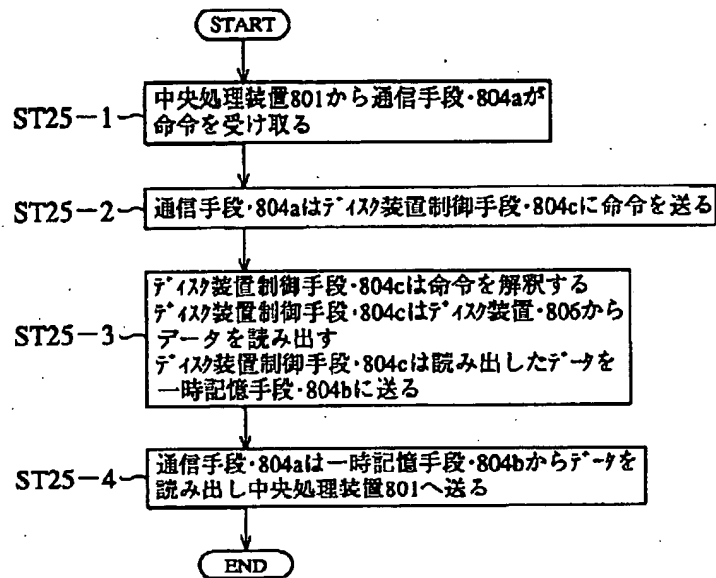 START
ST25-1
中央処理装置801から通信手段・804aが
命令を受け取る
ST25-2
通信手段・804aはディスク装置制御手段・804cに命令を送る
ST25-3
ディスク装置制御手段・804cは命令を解釈する
ディスク装置制御手段・804cはディスク装置・806から
データを読み出す
ディスク装置制御手段・804cは読み出したデータを
一時記憶手段・804bに送る
ST25-4
通信手段・804aは一時記憶手段・804bからデータを
読み出し中央処理装置801へ送る
END